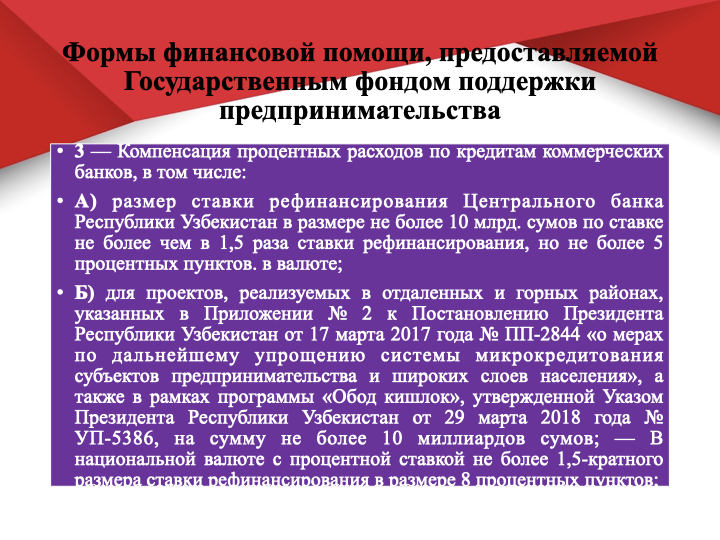 Формы финансовой помощи, предоставляемой
Государственным фондом поддержки
предпринимательства
• 3 — Компенсация процентных расходов по кредитам коммерческих
банков, в том числе:
• А) размер ставки рефинансирования Центрального банка
Республики Узбекистан в размере не более 10 млрд. сумов по ставке
не более чем в 1,5 раза ставки рефинансирования, но не более 5
процентных пунктов. в валюте;
• Б) для проектов, реализуемых в отдаленных и горных районах,
указанных в Приложении № 2 к Постановлению Президента
Республики Узбекистан от 17 марта 2017 года № ПП-2844 «о мерах
по дальнейшему упрощению системы микрокредитования
субъектов предпринимательства и широких слоев населения», а
также в рамках программы «Обод кишлок», утвержденной Указом
Президента Республики Узбекистан от 29 марта 2018 года №
УП-5386, на сумму не более 10 миллиардов сумов; — В
национальной валюте с процентной ставкой не более 1,5-кратного
размера ставки рефинансирования в размере 8 процентных пунктов;